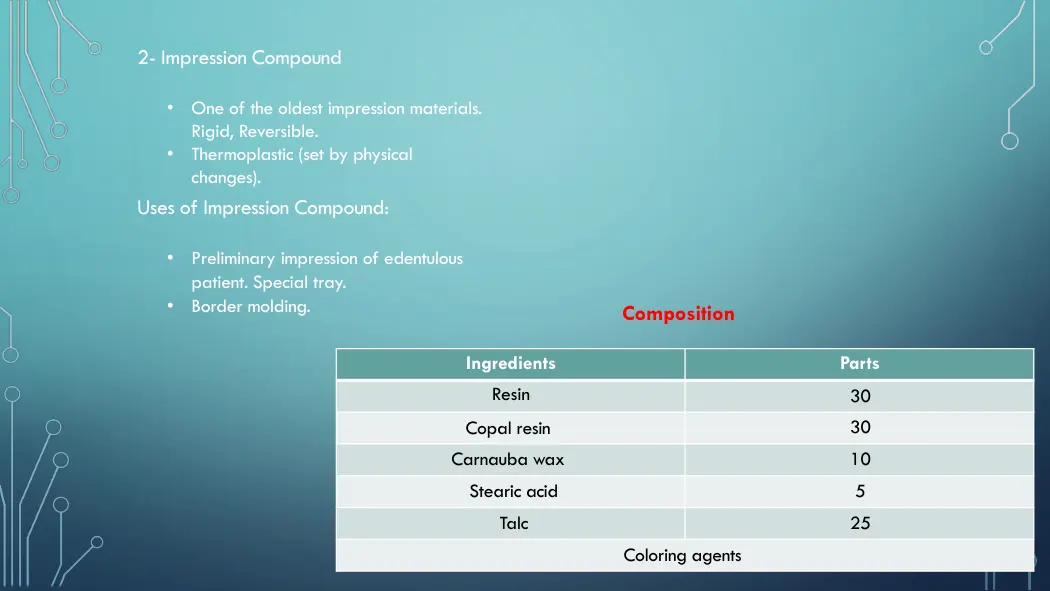 2- Impression Compound
• One of the oldest impression materials.
Rigid, Reversible.
• Thermoplastic (set by physical
changes).
Uses of Impression Compound:
• Preliminary impression of edentulous
patient. Special tray.
• Border molding.
Composition
Ingredients Parts
Resin 30
Copal resin 30
Carnauba wax 10
Stearic acid 5
Talc 25
Coloring agents